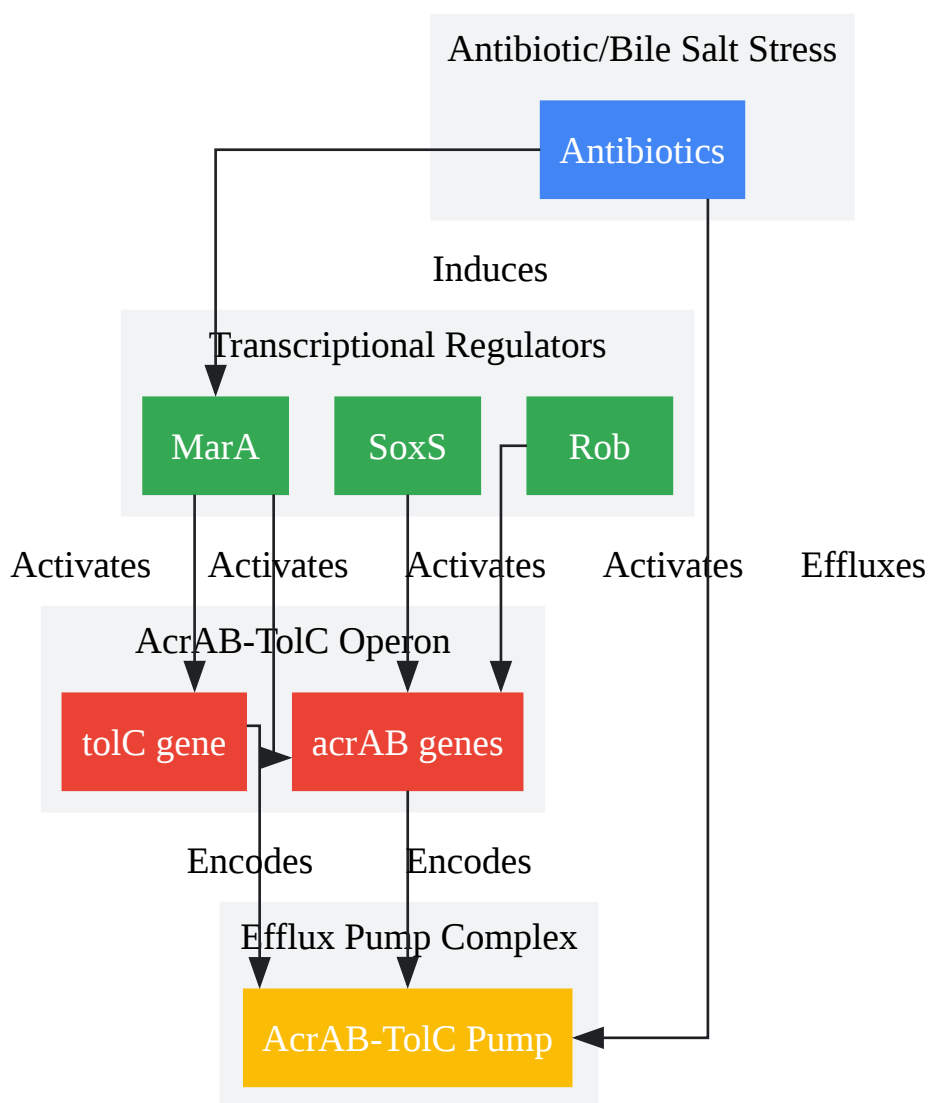 Antibiotic/Bile Salt Stress
Antibiotics
Induces
Transcriptional Regulators
MarA
SoxS
Rob
Activates
Activates
Activates
Activates
Effluxes
AcrAB-TolC Operon
tolC gene
acrAB genes
Encodes
Encodes
Efflux Pump Complex
AcrAB-TolC Pump